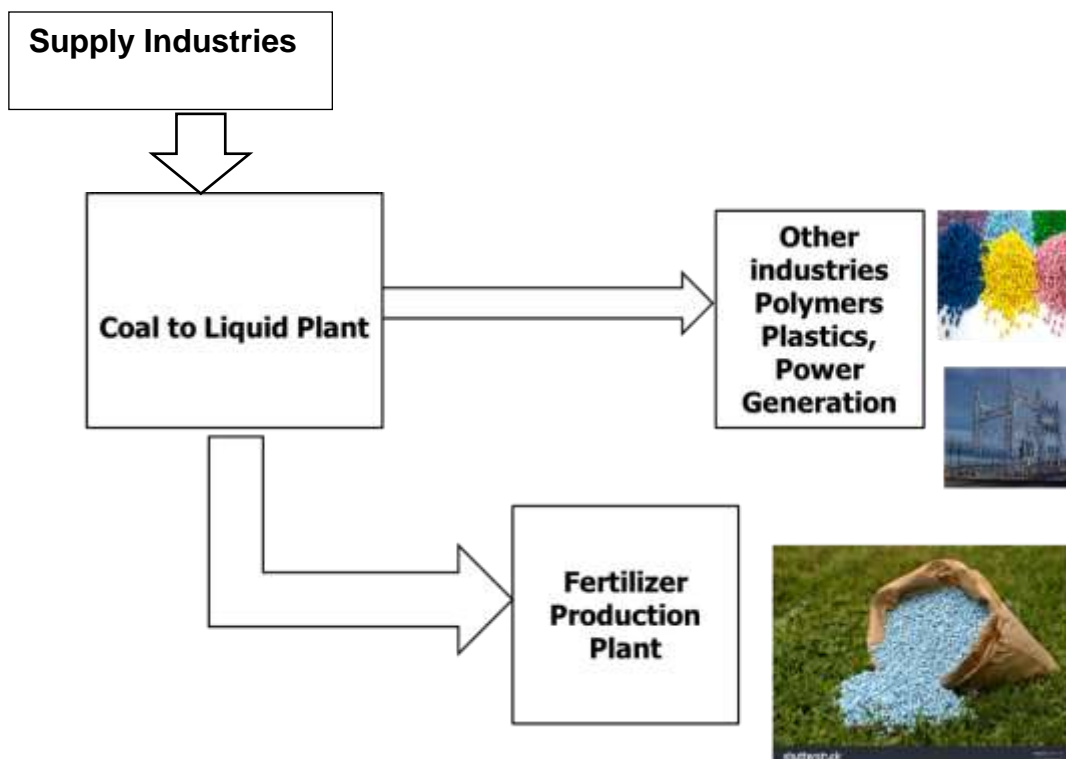 Supply Industries
Coal to Liquid Plant
Other
industries
Polymers
Plastics,
Power
Generation
Fertilizer
Production
Plant